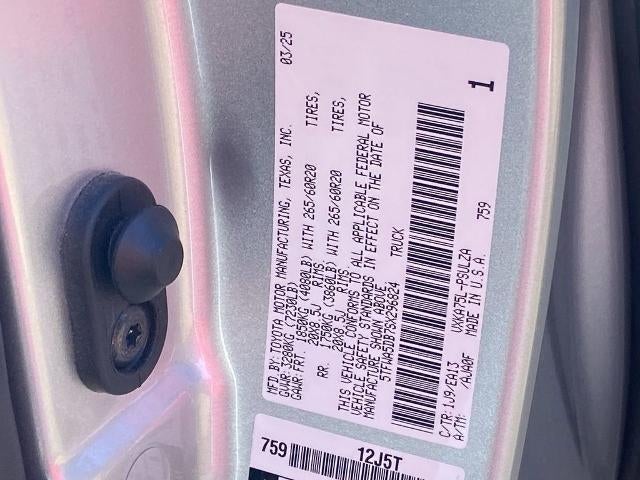 MFD. BY: TOYOTA MOTOR MANUFACTURING, TEXAS, INC. 03/25
GVWR: 3280KG (7230LB)
GAWR: FRT. 1850KG (4080LB) WITH 265/60R20 TIRES,
20X8.5J RIMS.
RR. 1750KG (3860LB) WITH 265/60R20 TIRES,
20X8.5J RIMS.
THIS VEHICLE CONFORMS TO ALL APPLICABLE FEDERAL MOTOR
VEHICLE SAFETY STANDARDS IN EFFECT ON THE DATE OF
MANUFACTURE SHOWN ABOVE.
5TFWA5DB7SX296824 TRUCK
C/TR: 1J9/EA13 VXKA75L-PSULZA 759
A/TM: /AJA0F MADE IN U.S.A.
1
759 12J5T